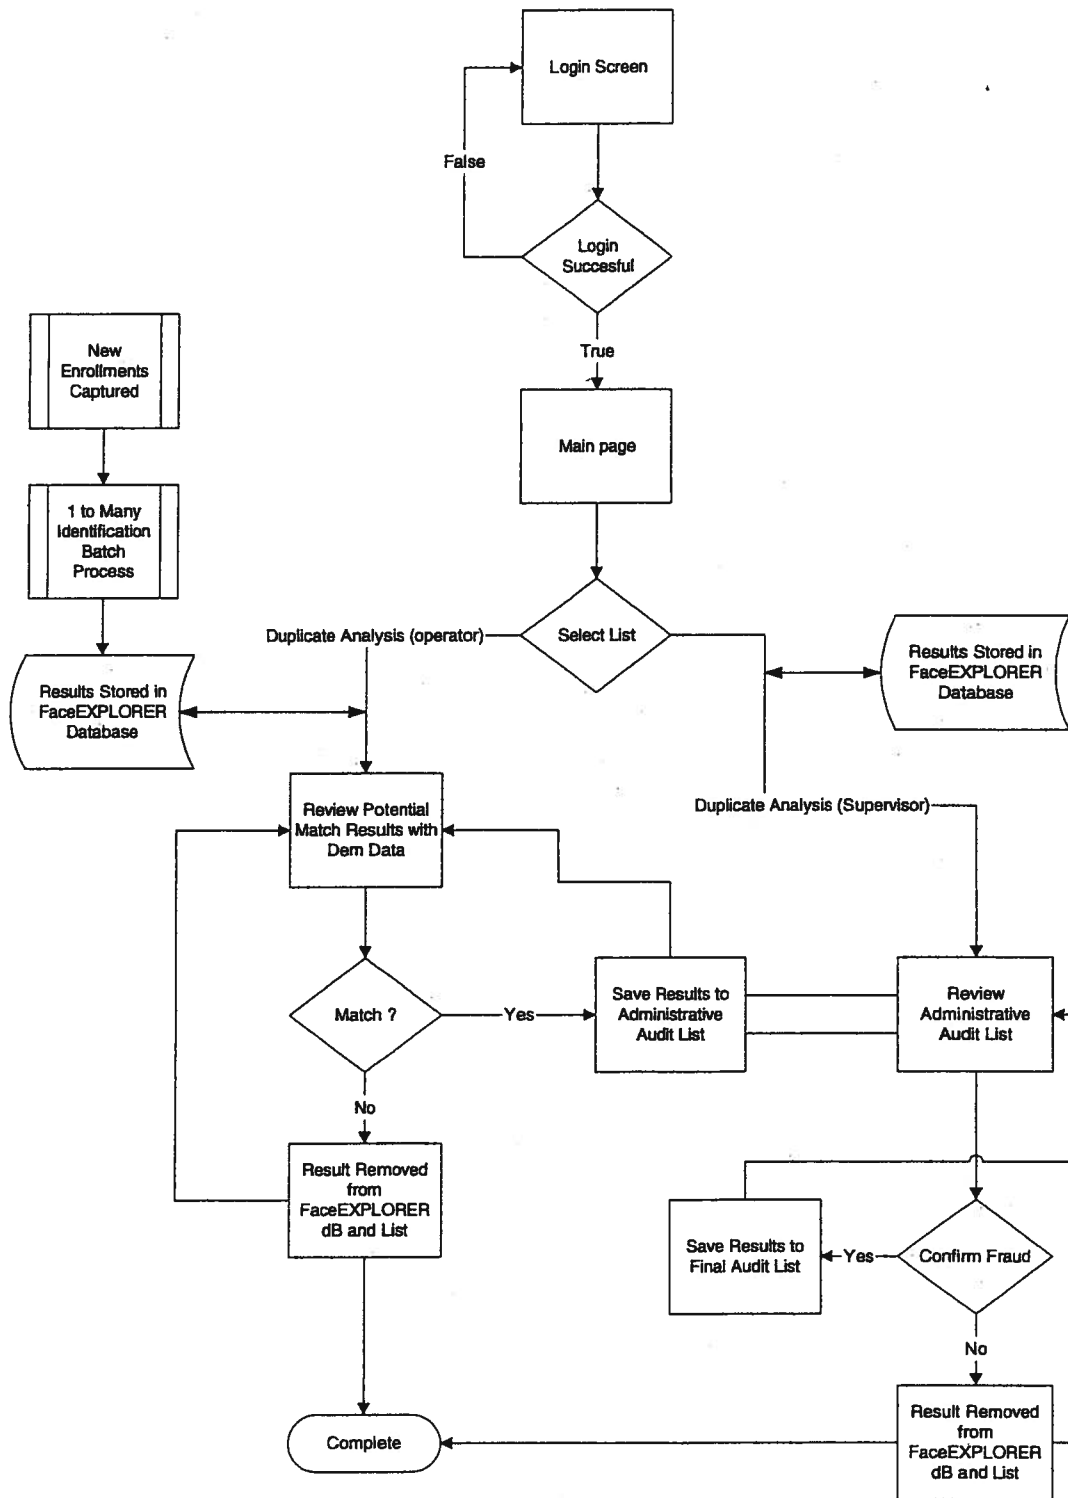 Login Screen
False
Login
Succesful
True
New
Enrollments
Captured
Main page
1 to Many
Identification
Batch
Process
Duplicate Analysis (operator)
Select List
Results Stored in
FaceEXPLORER
Database
Results Stored in
FaceEXPLORER
Database
Duplicate Analysis (Supervisor)
Review Potential
Match Results with
Dem Data
Match ?
Yes
Save Results to
Administrative
Audit List
Review
Administrative
Audit List
No
Result Removed
from
FaceEXPLORER
dB and List
Save Results to
Final Audit List
Yes
Confirm Fraud
No
Complete
Result Removed
from
FaceEXPLORER
dB and List